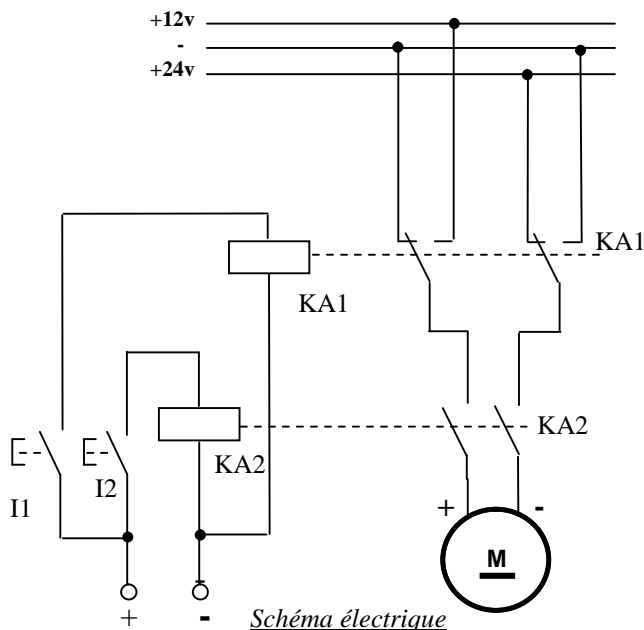 +12v
-
+24v
KA1
KA1
KA2
KA2
I1
I2
+ -
M
+ -
Schéma électrique